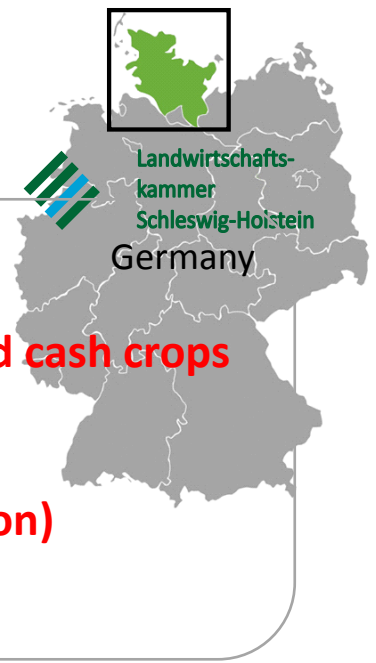 Landwirtschafts-
kammer
Schleswig-Holstein
Germany
d cash crops
on)